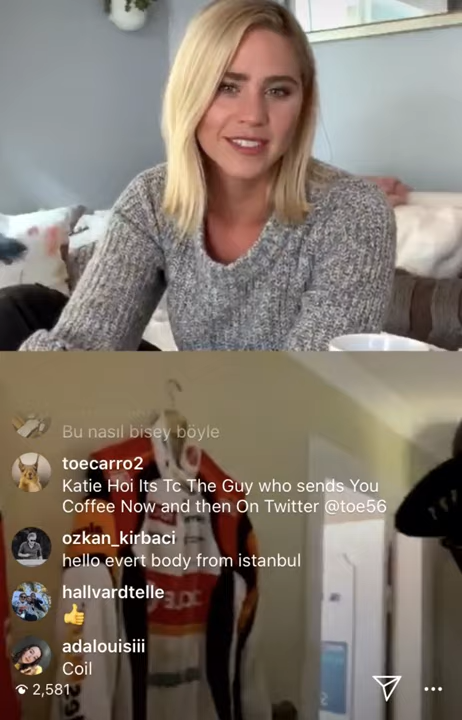 Bu nasıl bisey böyle
toecarro2
Katie Hoi Its Tc The Guy who sends You
Coffee Now and then On Twitter @toe56
ozkan_kirbaci
hello evert body from istanbul
hallvardtelle
👍
adalouisiii
Coil
2,581